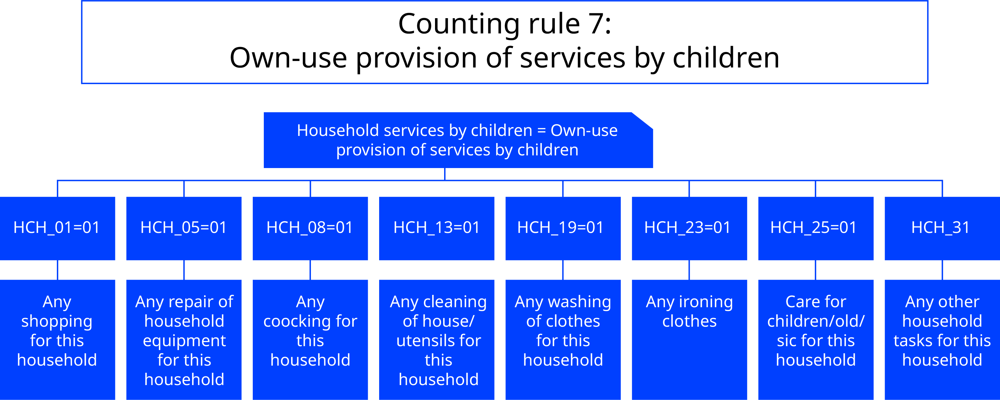 Counting rule 7:
Own-use provision of services by children
Household services by children = Own-use
provision of services by children
HCH_01=01
HCH_05=01
HCH_08=01
HCH_13=01
HCH_19=01
HCH_23=01
HCH_25=01
HCH_31
Any
shopping
for this
household
Any repair of
household
equipment
for this
household
Any
coocking for
this
household
Any cleaning
of house/
utensils for
this
household
Any washing
of clothes
for this
household
Any ironing
clothes
Care for
children/old/
sic for this
household
Any other
household
tasks for this
household